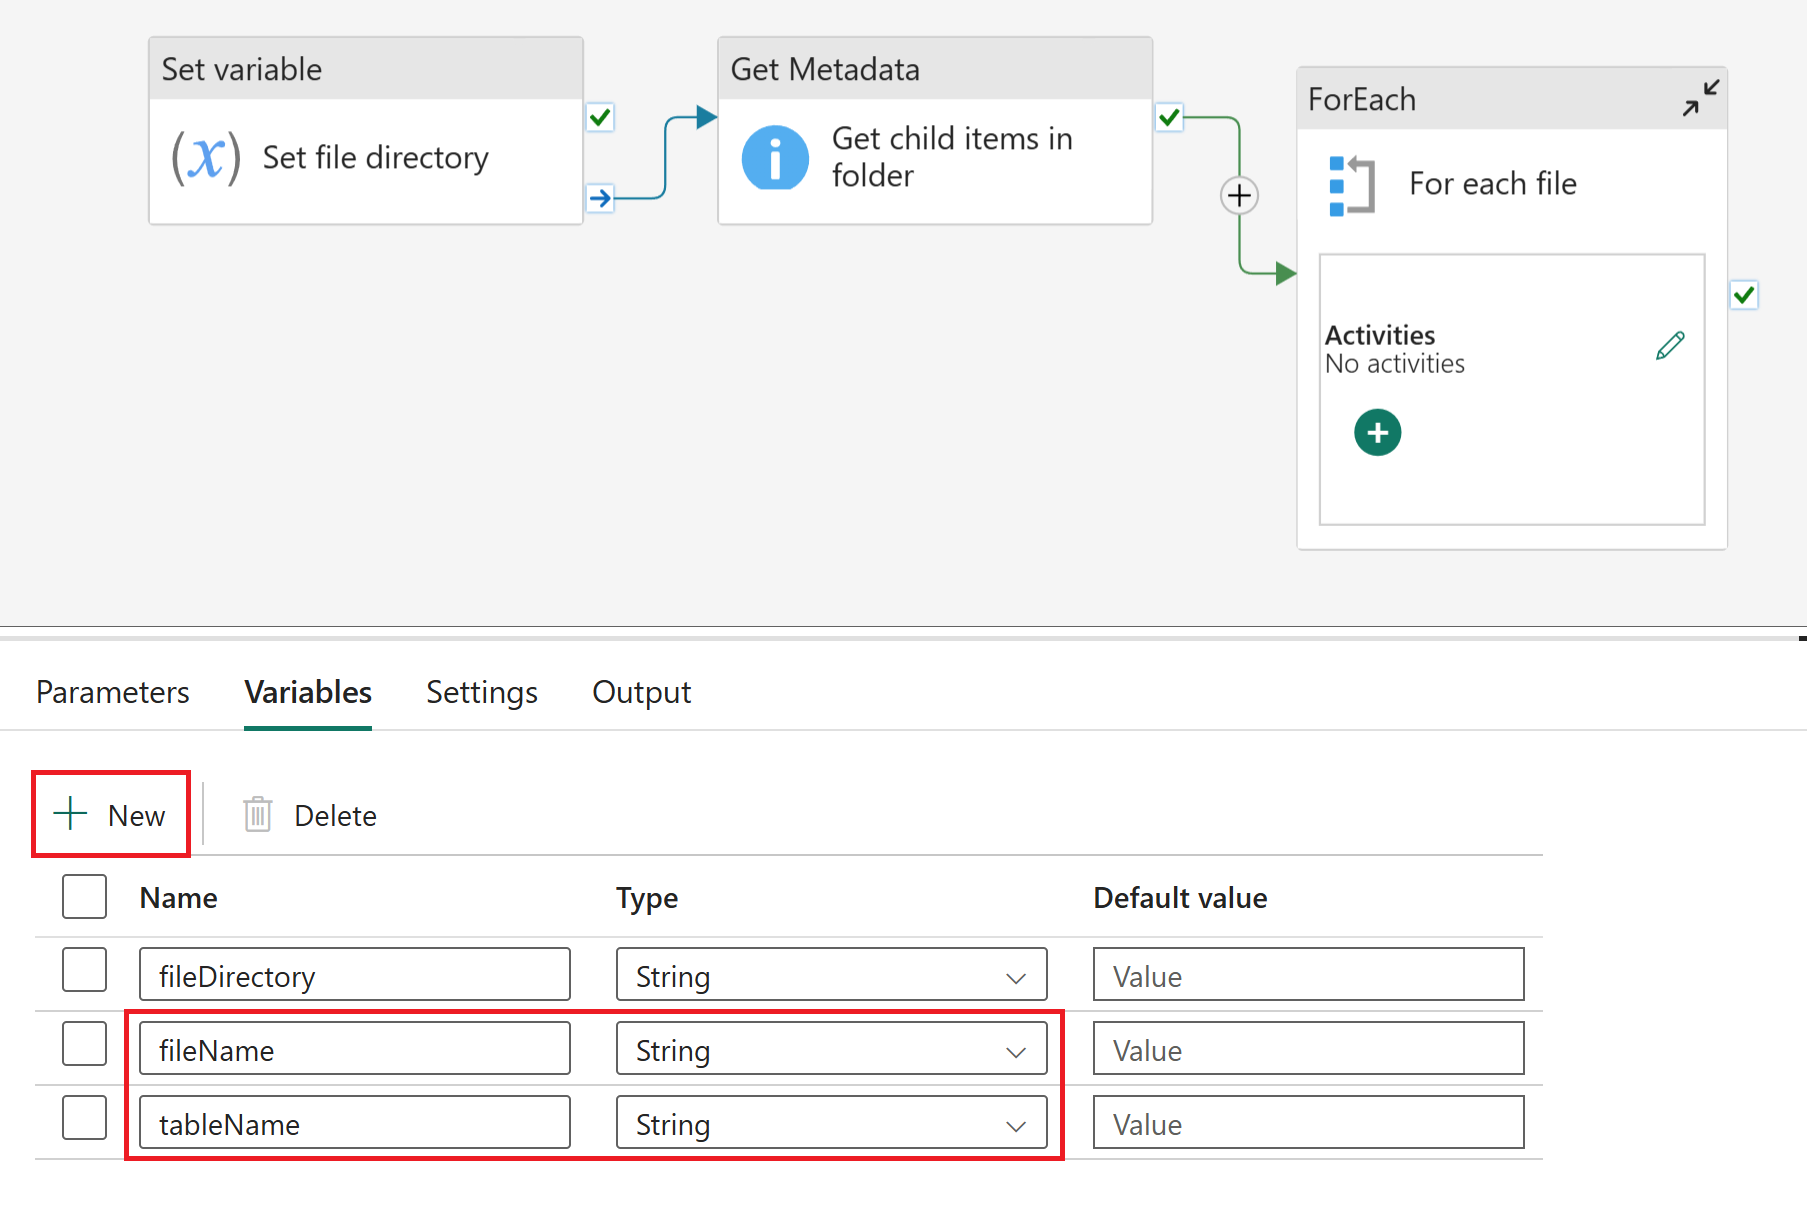 Set variable
(x) Set file directory
Get Metadata
Get child items in
folder
ForEach
For each file
Activities
No activities
Parameters Variables Settings Output
New Delete
Name Type Default value
fileDirectory String Value
fileName String Value
tableName String Value